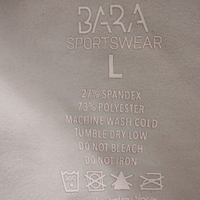 BARA
SPORTSWEAR
L
27% SPANDEX
73% POLYESTER
MACHINE WASH COLD
TUMBLE DRY LOW
DO NOT BLEACH
DO NOT IRON